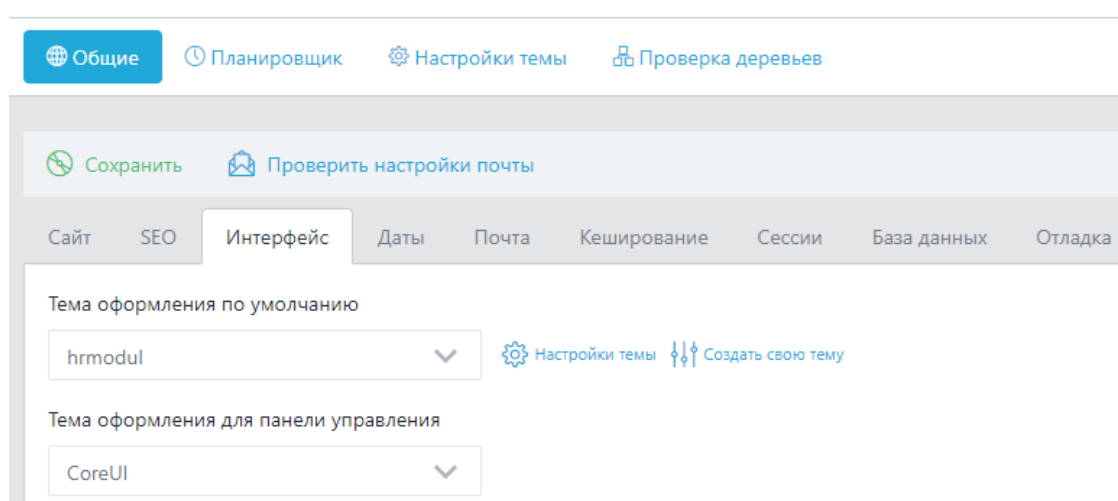 Общие Планировщик Настройки темы Проверка деревьев
Сохранить Проверить настройки почты
Сайт SEO Интерфейс Даты Почта Кеширование Сессии База данных Отладка
Тема оформления по умолчанию
hrmodul Настройки темы Создать свою тему
Тема оформления для панели управления
CoreUI